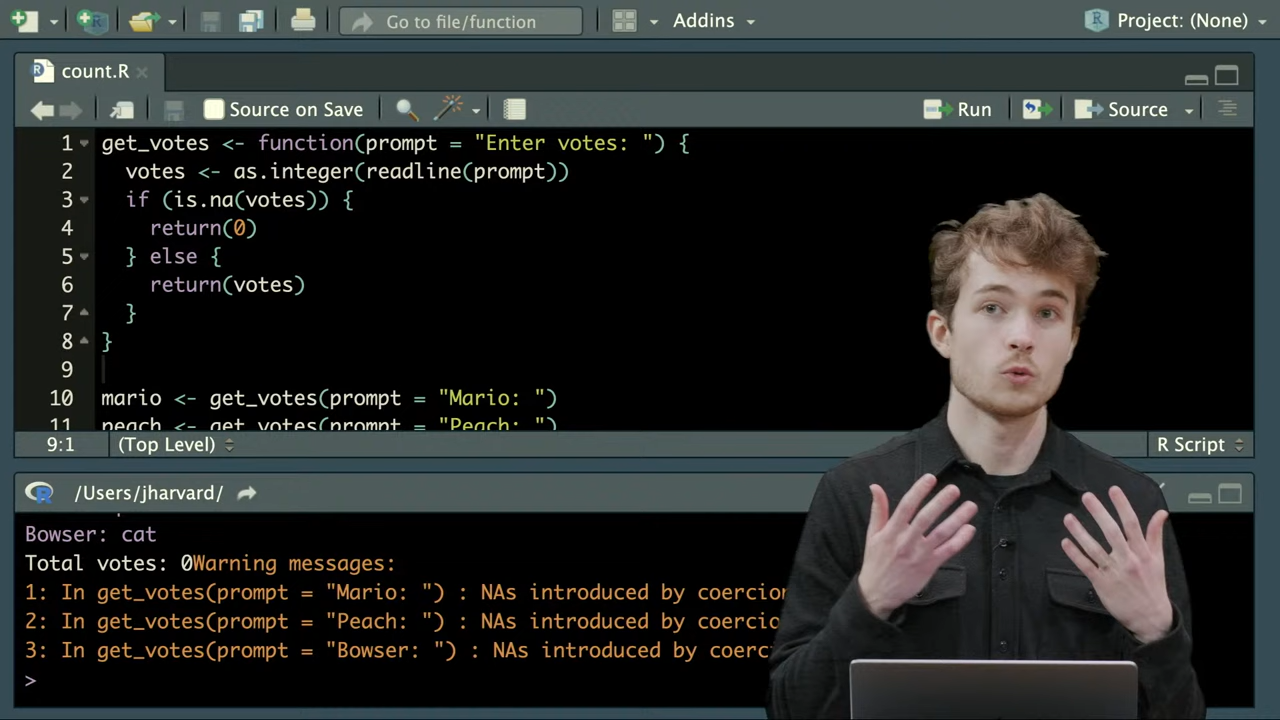 Go to file/function
Addins
Project: (None)
count.R
Source on Save
Run
Source
1 get_votes <- function(prompt = "Enter votes: ") {
2 votes <- as.integer(readline(prompt))
3 if (is.na(votes)) {
4 return(0)
5 } else {
6 return(votes)
7 }
8 }
9
10 mario <- get_votes(prompt = "Mario: ")
11 peach <- get_votes(prompt = "Peach: ")
9:1 (Top Level)
R Script
/Users/jharvard/
Bowser: cat
Total votes: 0Warning messages:
1: In get_votes(prompt = "Mario: ") : NAs introduced by coercion
2: In get_votes(prompt = "Peach: ") : NAs introduced by coercio
3: In get_votes(prompt = "Bowser: ") : NAs introduced by coerc
>